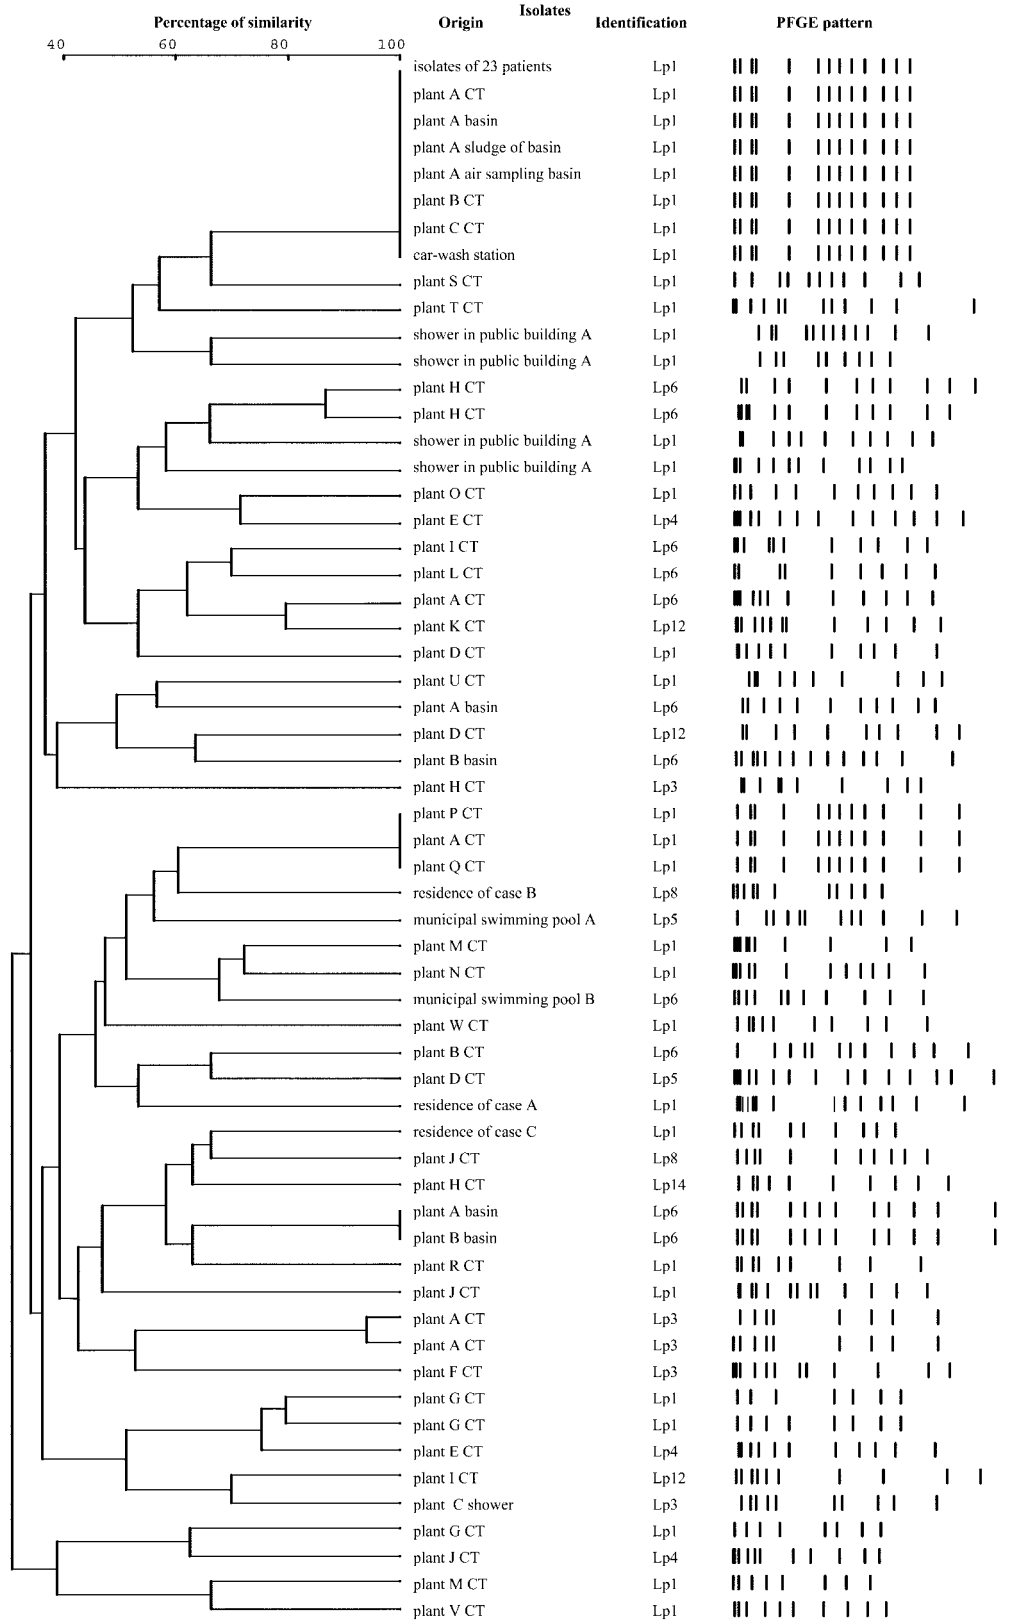 Isolates
Percentage of similarity Origin Identification PFGE pattern
40 60 80 100
isolates of 23 patients Lp1
plant A CT Lp1
plant A basin Lp1
plant A sludge of basin Lp1
plant A air sampling basin Lp1
plant B CT Lp1
plant C CT Lp1
car-wash station Lp1
plant S CT Lp1
plant T CT Lp1
shower in public building A Lp1
shower in public building A Lp1
plant H CT Lp6
plant H CT Lp6
shower in public building A Lp1
shower in public building A Lp1
plant O CT Lp1
plant E CT Lp4
plant I CT Lp6
plant L CT Lp6
plant A CT Lp6
plant K CT Lp12
plant D CT Lp1
plant U CT Lp1
plant A basin Lp6
plant D CT Lp12
plant B basin Lp6
plant H CT Lp3
plant P CT Lp1
plant A CT Lp1
plant Q CT Lp1
residence of case B Lp8
municipal swimming pool A Lp5
plant M CT Lp1
plant N CT Lp1
municipal swimming pool B Lp6
plant W CT Lp1
plant B CT Lp6
plant D CT Lp5
residence of case A Lp1
residence of case C Lp1
plant J CT Lp8
plant H CT Lp14
plant A basin Lp6
plant B basin Lp6
plant R CT Lp1
plant J CT Lp1
plant A CT Lp3
plant A CT Lp3
plant F CT Lp3
plant G CT Lp1
plant G CT Lp1
plant E CT Lp4
plant I CT Lp12
plant C shower Lp3
plant G CT Lp1
plant J CT Lp4
plant M CT Lp1
plant V CT Lp1